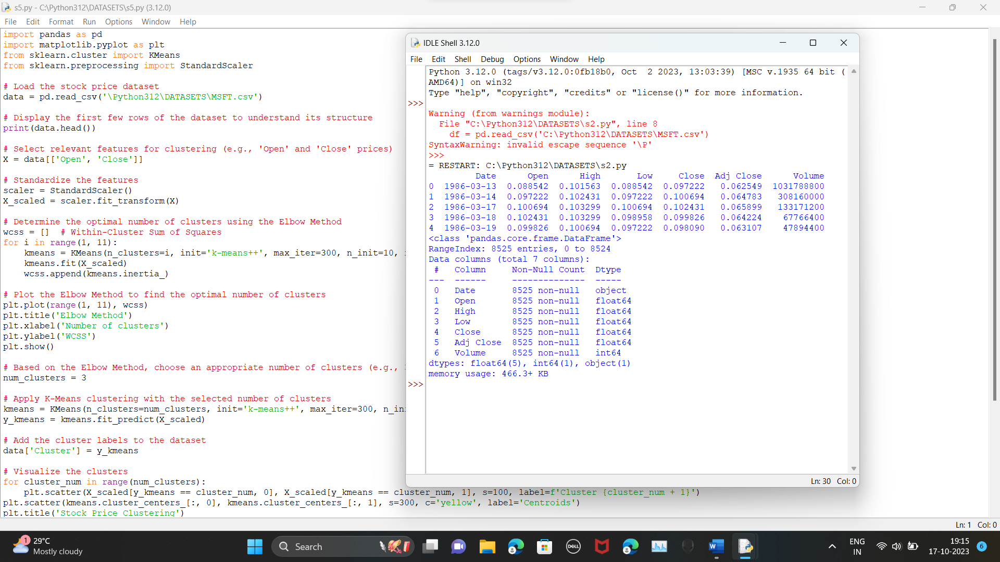 s5.py - C:\Python312\DATASETS\s5.py (3.12.0)
File Edit Format Run Options Window Help
import pandas as pd
import matplotlib.pyplot as plt
from sklearn.cluster import KMeans
from sklearn.preprocessing import StandardScaler
# Load the stock price dataset
data = pd.read_csv('\Python312\DATASETS\MSFT.csv')
# Display the first few rows of the dataset to understand its structure
print(data.head())
# Select relevant features for clustering (e.g., 'Open' and 'Close' prices)
X = data[['Open', 'Close']]
# Standardize the features
scaler = StandardScaler()
X_scaled = scaler.fit_transform(X)
# Determine the optimal number of clusters using the Elbow Method
wcss = []  # Within-Cluster Sum of Squares
for i in range(1, 11):
    kmeans = KMeans(n_clusters=i, init='k-means++', max_iter=300, n_init=10,
    kmeans.fit(X_scaled)
    wcss.append(kmeans.inertia_)
# Plot the Elbow Method to find the optimal number of clusters
plt.plot(range(1, 11), wcss)
plt.title('Elbow Method')
plt.xlabel('Number of clusters')
plt.ylabel('WCSS')
plt.show()
# Based on the Elbow Method, choose an appropriate number of clusters (e.g.,
num_clusters = 3
# Apply K-Means clustering with the selected number of clusters
kmeans = KMeans(n_clusters=num_clusters, init='k-means++', max_iter=300, n_in
y_kmeans = kmeans.fit_predict(X_scaled)
# Add the cluster labels to the dataset
data['Cluster'] = y_kmeans
# Visualize the clusters
for cluster_num in range(num_clusters):
    plt.scatter(X_scaled[y_kmeans == cluster_num, 0], X_scaled[y_kmeans == cluster_num, 1], s=100, label=f'Cluster {cluster_num + 1}')
plt.scatter(kmeans.cluster_centers_[:, 0], kmeans.cluster_centers_[:, 1], s=300, c='yellow', label='Centroids')
plt.title('Stock Price Clustering')
Ln: 1 Col: 0
IDLE Shell 3.12.0
File Edit Shell Debug Options Window Help
Python 3.12.0 (tags/v3.12.0:0fb18b0, Oct  2 2023, 13:03:39) [MSC v.1935 64 bit (
AMD64)] on win32
Type "help", "copyright", "credits" or "license()" for more information.
>>>
Warning (from warnings module):
  File "C:\Python312\DATASETS\s2.py", line 8
    df = pd.read_csv('C:\Python312\DATASETS\MSFT.csv')
SyntaxWarning: invalid escape sequence '\P'
>>>
= RESTART: C:\Python312\DATASETS\s2.py
Date Open High Low Close Adj Close Volume
0 1986-03-13 0.088542 0.101563 0.088542 0.097222 0.062549 1031788800
1 1986-03-14 0.097222 0.102431 0.097222 0.100694 0.064783 308160000
2 1986-03-17 0.100694 0.103299 0.100694 0.102431 0.065899 133171200
3 1986-03-18 0.102431 0.103299 0.098958 0.099826 0.064224 67766400
4 1986-03-19 0.099826 0.100694 0.097222 0.098090 0.063107 47894400
<class 'pandas.core.frame.DataFrame'>
RangeIndex: 8525 entries, 0 to 8524
Data columns (total 7 columns):
# Column Non-Null Count Dtype
--- ------ -------------- -----
0 Date 8525 non-null object
1 Open 8525 non-null float64
2 High 8525 non-null float64
3 Low 8525 non-null float64
4 Close 8525 non-null float64
5 Adj Close 8525 non-null float64
6 Volume 8525 non-null int64
dtypes: float64(5), int64(1), object(1)
memory usage: 466.3+ KB
>>>
Ln: 30 Col: 0
1
29°C
Mostly cloudy
Search
DELL
W
ENG
IN
19:15
17-10-2023
6